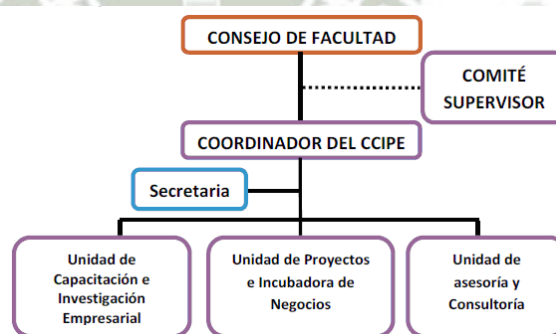 CONSEJO DE FACULTAD
COMITÉ
SUPERVISOR
COORDINADOR DEL CCIPE
Secretaria
Unidad de
Capacitación e
Investigación
Empresarial
Unidad de Proyectos
e Incubadora de
Negocios
Unidad de
asesoría y
Consultoría